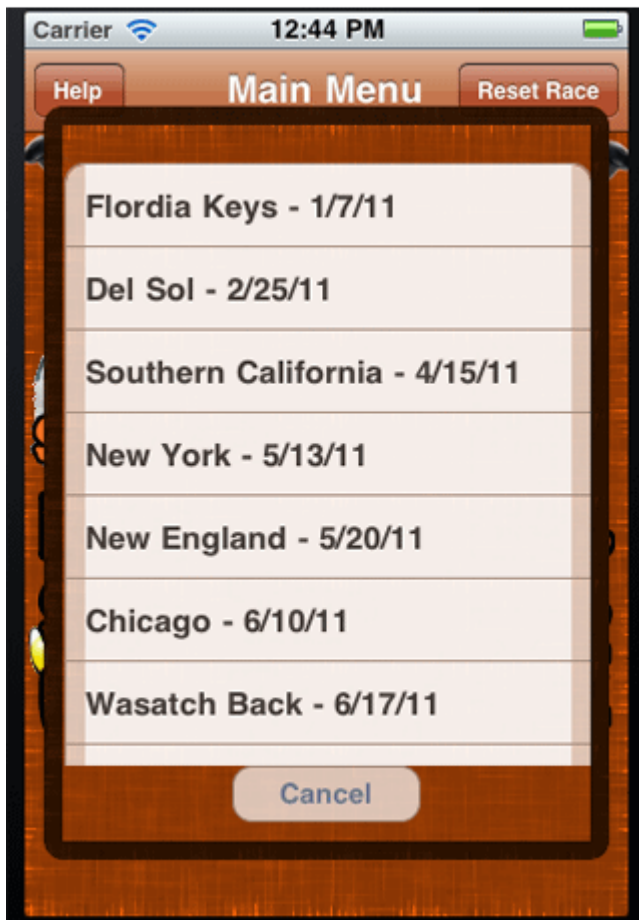 Carrier 12:44 PM
Help Main Menu Reset Race
Flordia Keys - 1/7/11
Del Sol - 2/25/11
Southern California - 4/15/11
New York - 5/13/11
New England - 5/20/11
Chicago - 6/10/11
Wasatch Back - 6/17/11
Cancel